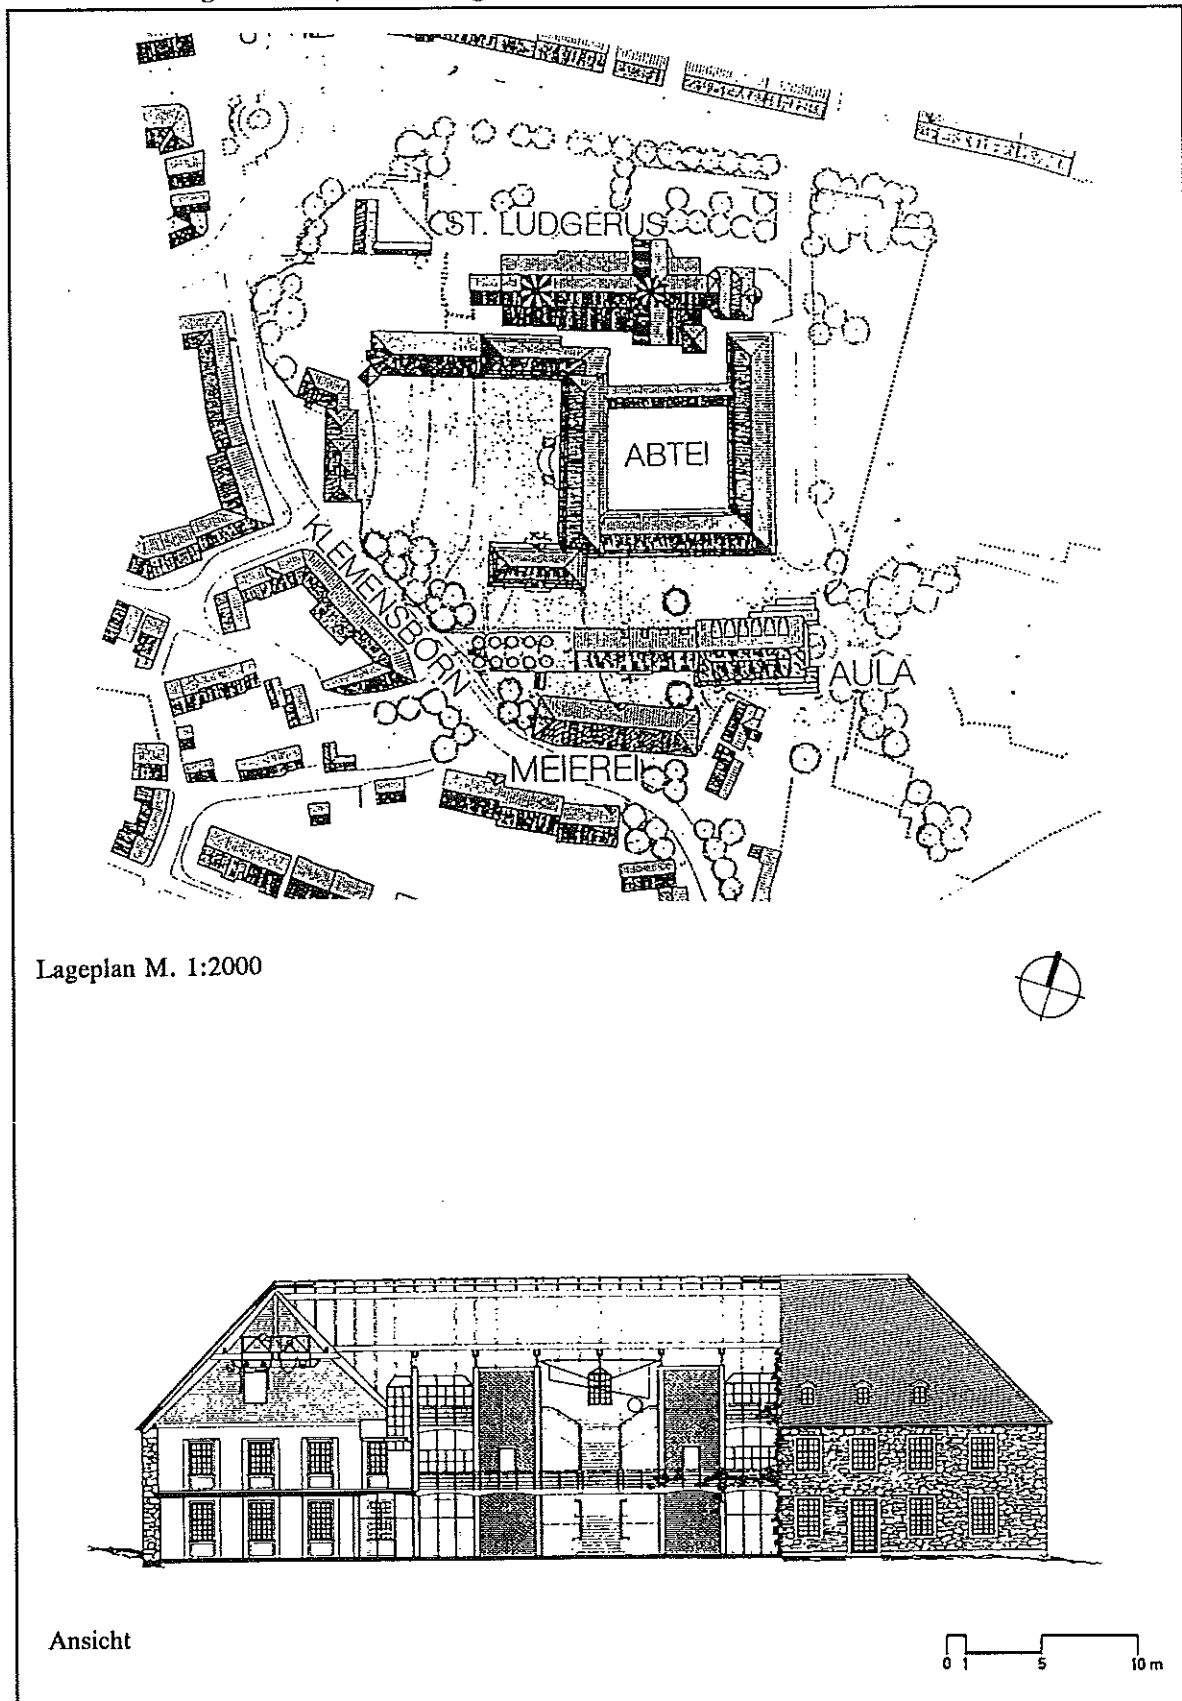 ST. LUDGERUS
ABTEI
KLEMENSBORN
AULA
MEIEREI
Lageplan M. 1:2000
Ansicht
0 1 5 10 m